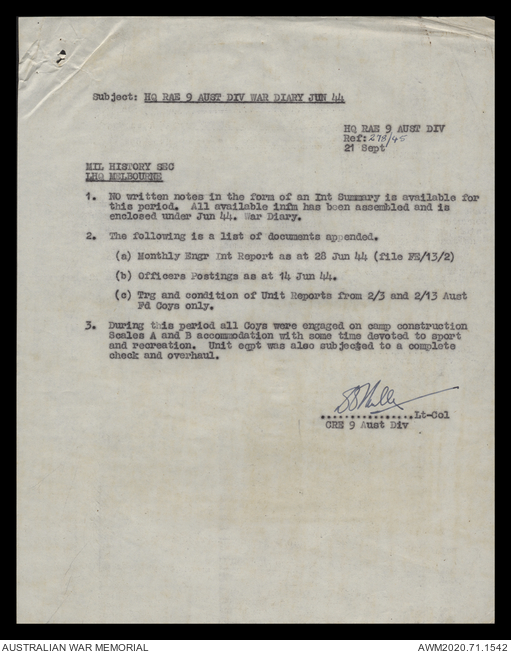 Subject: HQ RAE 9 AUST DIV WAR DIARY JUN 44
HQ RAE 9 AUST DIV
Ref: 278/45
21 Sept
MIL HISTORY SEC
LHQ MELBOURNE
1. NO written notes in the form of an Int Summary is available for
this period. All available infm has been assembled and is
enclosed under Jun 44. War Diary.
2. The following is a list of documents appended.
(a) Monthly Engr Int Report as at 28 Jun 44 (file FE/13/2)
(b) Officers Postings as at 14 Jun 44.
(c) Trg and condition of Unit Reports from 2/3 and 2/13 Aust
Fd Coys only.
3. During this period all Coys were engaged on camp construction
Scales A and B accommodation with some time devoted to sport
and recreation. Unit eqpt was also subjected to a complete
check and overhaul.
Lt-Col
CRE 9 Aust Div
AUSTRALIAN WAR MEMORIAL
AWM2020.71.1542